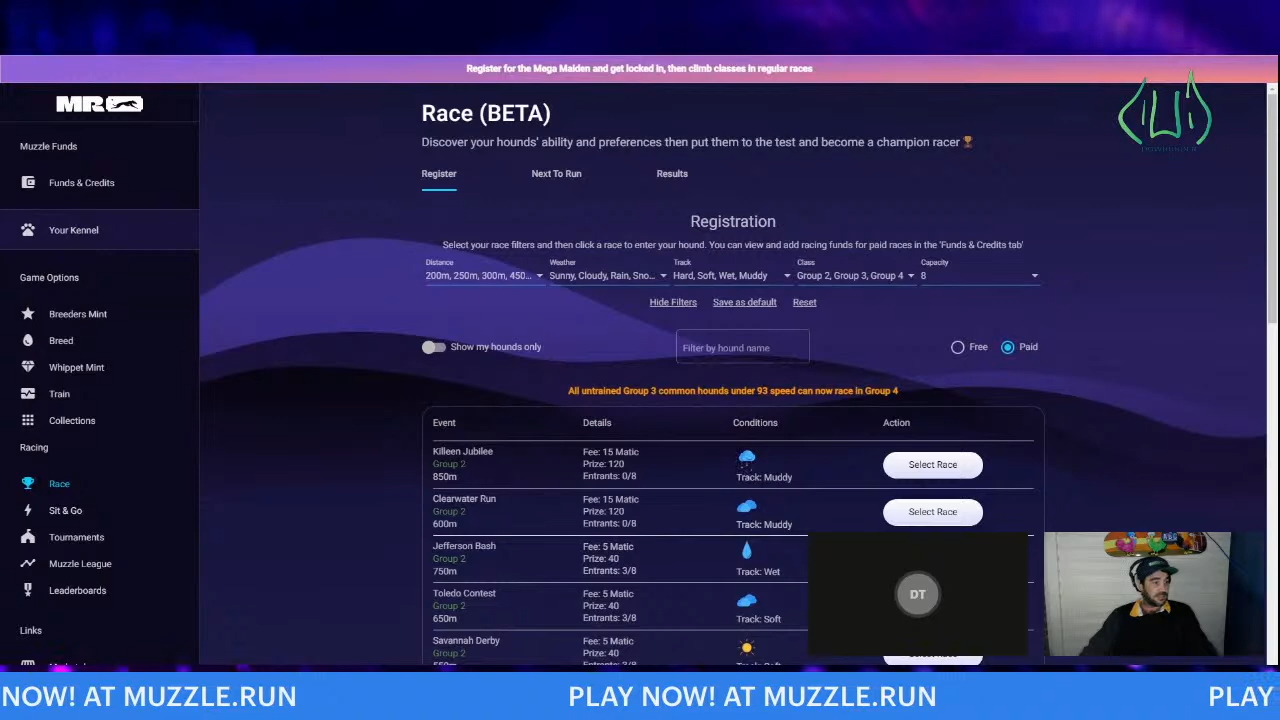 Register for the Mega Maiden and get locked in, then climb classes in regular races
MR
Muzzle Funds
Funds & Credits
Your Kennel
Game Options
Breeders Mint
Breed
Whippet Mint
Train
Collections
Racing
Race
Sit & Go
Tournaments
Muzzle League
Leaderboards
Links
Race (BETA)
Discover your hounds' ability and preferences then put them to the test and become a champion racer
Register Next To Run Results
Registration
Select your race filters and then click a race to enter your hound. You can view and add racing funds for paid races in the 'Funds & Credits tab'
Distance Weather Track Class Capacity
200m, 250m, 300m, 450... Sunny, Cloudy, Rain, Sno... Hard, Soft, Wet, Muddy Group 2, Group 3, Group 4 8
Hide Filters Save as default Reset
Show my hounds only Filter by hound name Free Paid
All untrained Group 3 common hounds under 93 speed can now race in Group 4
Event Details Conditions Action
Killeen Jubilee
Group 2
850m
Fee: 15 Matic
Prize: 120
Entrants: 0/8
Track: Muddy
Select Race
Clearwater Run
Group 2
600m
Fee: 15 Matic
Prize: 120
Entrants: 0/8
Track: Muddy
Select Race
Jefferson Bash
Group 2
750m
Fee: 5 Matic
Prize: 40
Entrants: 3/8
Track: Wet
Toledo Contest
Group 2
650m
Fee: 5 Matic
Prize: 40
Entrants: 3/8
Track: Soft
Savannah Derby
Group 2
Fee: 5 Matic
Prize: 40
DOWNUNDER
DT
NOW! AT MUZZLE.RUN PLAY NOW! AT MUZZLE.RUN PLAY